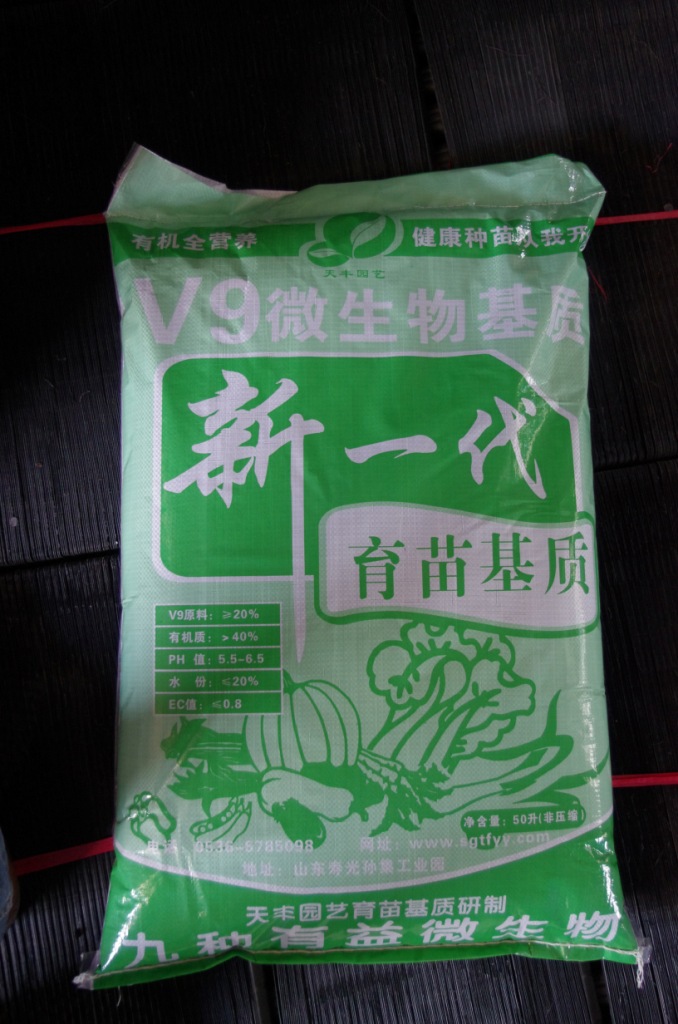 有机全营养
健康种苗从我开
天丰园艺
V9微生物基质
新一代
育苗基质
V9原料：≥20%
有机质：>40%
PH 值：5.5-6.5
水 份：≤20%
EC值：≤0.8
净含量：50升(非压缩)
电话：0536-5785098 网址：www.sgtfyy.com
地址：山东寿光孙集工业园
天丰园艺育苗基质研制
九种有益微生物